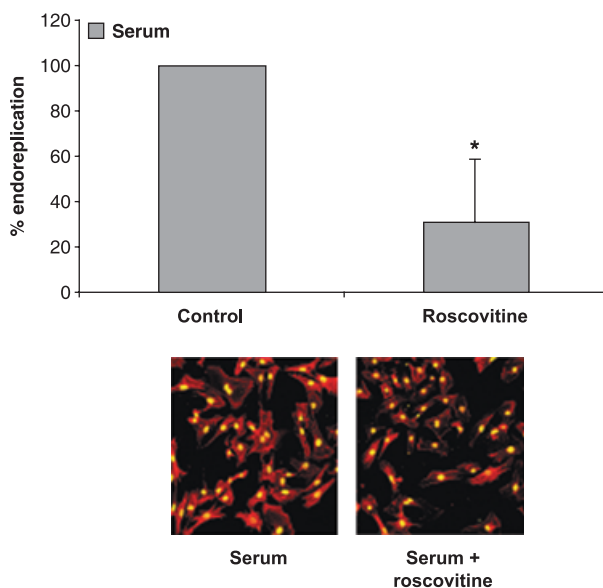 % endoreplication
120
100
80
60
40
20
0
Serum
*
Control
Roscovitine
Serum
Serum +
roscovitine